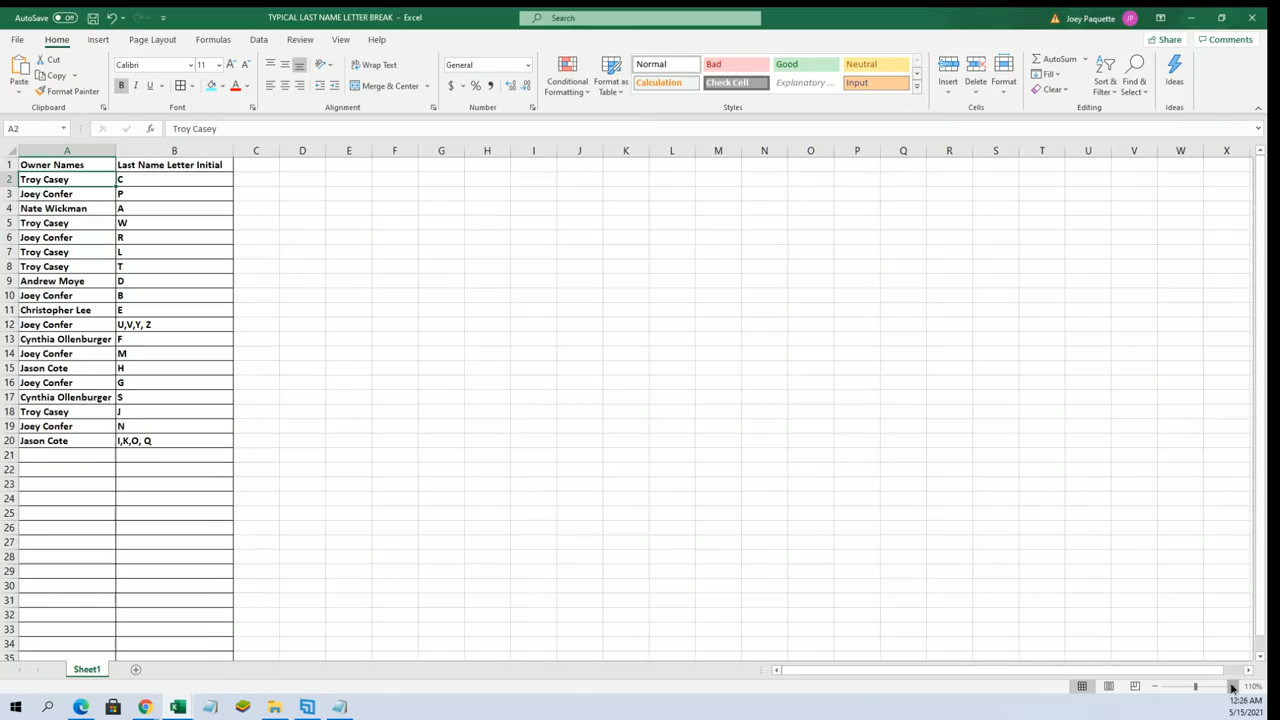 AutoSave Off TYPICAL LAST NAME LETTER BREAK - Excel Search Joey Paquette JP
File Home Insert Page Layout Formulas Data Review View Help Share Comments
Paste Cut Copy Format Painter Clipboard
Calibri 11 A A B I U A Font
Wrap Text Merge & Center Alignment
General $ % , Number
Conditional Formatting Format as Table
Normal Bad Good Neutral
Calculation Check Cell Explanatory ... Input
Styles
Insert Delete Format Cells
AutoSum Fill Clear Sort & Filter Find & Select Editing
Ideas Ideas
A2 fx Troy Casey
A B C D E F G H I J K L M N O P Q R S T U V W X
1 Owner Names Last Name Letter Initial
2 Troy Casey C
3 Joey Confer P
4 Nate Wickman A
5 Troy Casey W
6 Joey Confer R
7 Troy Casey L
8 Troy Casey T
9 Andrew Moye D
10 Joey Confer B
11 Christopher Lee E
12 Joey Confer U,V,Y, Z
13 Cynthia Ollenburger F
14 Joey Confer M
15 Jason Cote H
16 Joey Confer G
17 Cynthia Ollenburger S
18 Troy Casey J
19 Joey Confer N
20 Jason Cote I,K,O, Q
21
22
23
24
25
26
27
28
29
30
31
32
33
34
35
Sheet1
110%
12:26 AM
5/15/2021